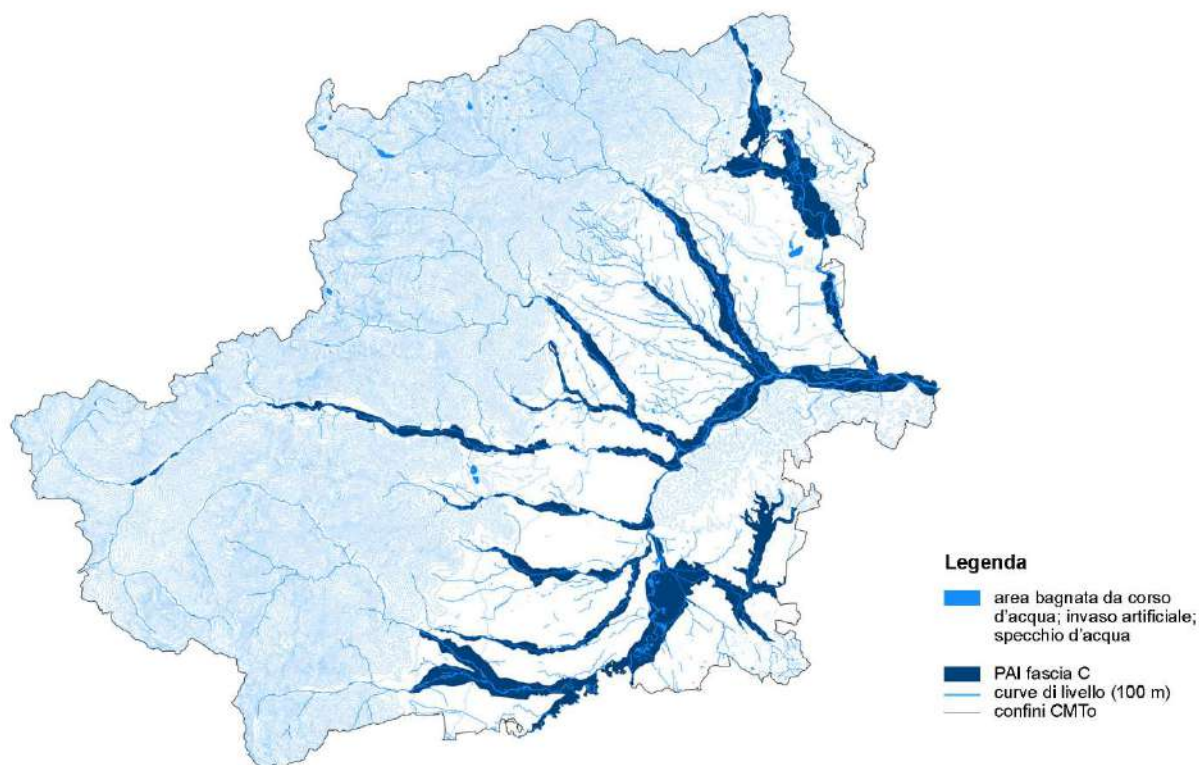 Legenda
area bagnata da corso
d'acqua; invaso artificiale;
specchio d'acqua
PAI fascia C
curve di livello (100 m)
confini CMTo